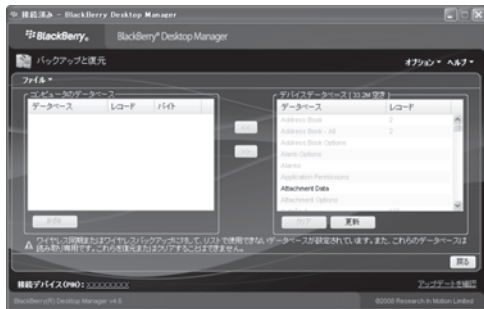 接続済み - BlackBerry Desktop Manager
BlackBerry® BlackBerry® Desktop Manager
バックアップと復元
オプション ヘルプ
ファイル
コンピュータのデータベース
データベース レコード バイト
<<
>>
削除
デバイスデータベース [33.2M 空き]
データベース レコード
Address Book 2
Address Book - All 2
Address Book Options
Alarm Options
Alarms
Application Permissions
Attachment Data
Attachment Options
クリア 更新
ワイヤレス同期またはワイヤレスバックアップに対して、リストで使用できないデータベースが設定されています。また、これらのデータベースは
読み取り専用です。これらを復元またはクリアすることはできません。
戻る
接続デバイス(PIN): XXXXXXXX
アップデートを確認
BlackBerry(R) Desktop Manager v4.6
©2008 Research In Motion Limited